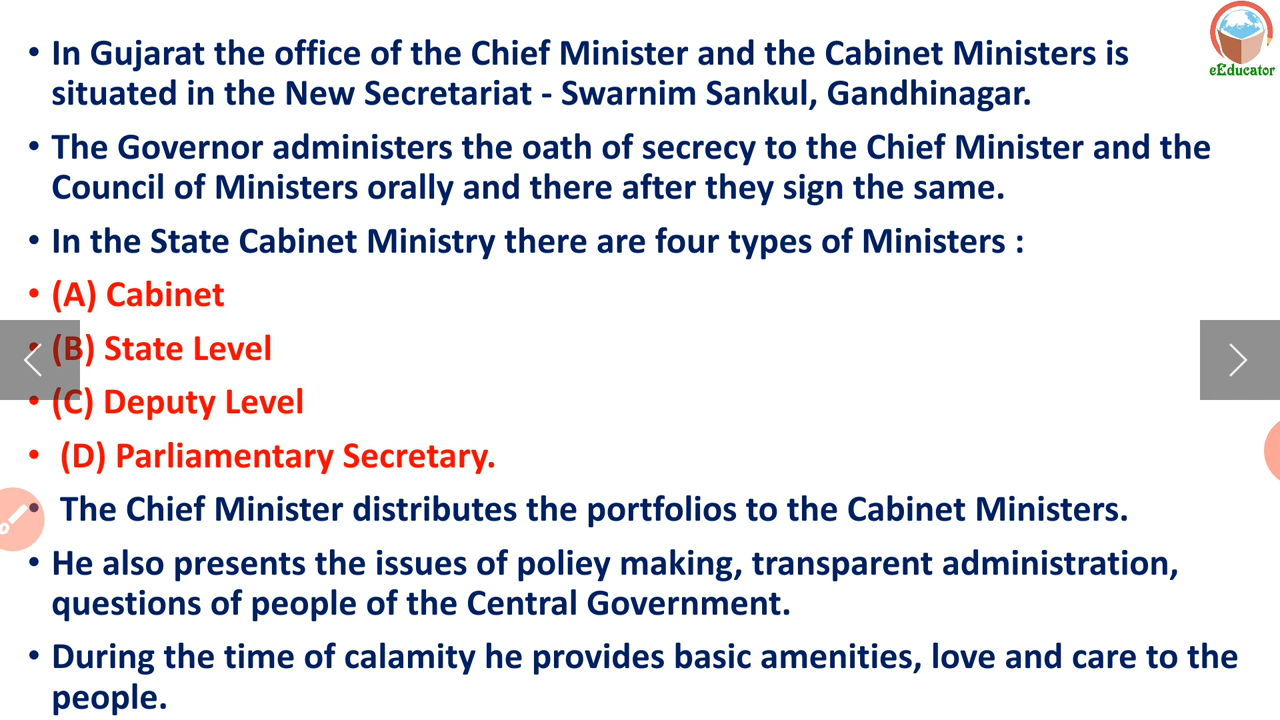 • In Gujarat the office of the Chief Minister and the Cabinet Ministers is
situated in the New Secretariat - Swarnim Sankul, Gandhinagar.
• The Governor administers the oath of secrecy to the Chief Minister and the
Council of Ministers orally and there after they sign the same.
• In the State Cabinet Ministry there are four types of Ministers :
• (A) Cabinet
• (B) State Level
• (C) Deputy Level
• (D) Parliamentary Secretary.
• The Chief Minister distributes the portfolios to the Cabinet Ministers.
• He also presents the issues of poliey making, transparent administration,
questions of people of the Central Government.
• During the time of calamity he provides basic amenities, love and care to the
people.
eEducator